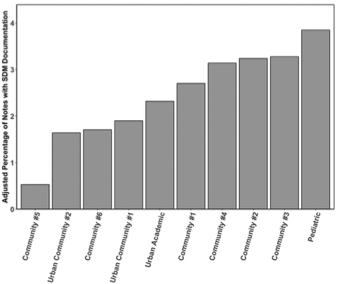 Adjusted Percentage of Notes with SDM Documentation
4
3
2
1
0
Community #5
Urban Community #2
Community #6
Urban Community #1
Urban Academic
Community #1
Community #4
Community #2
Community #3
Pediatric